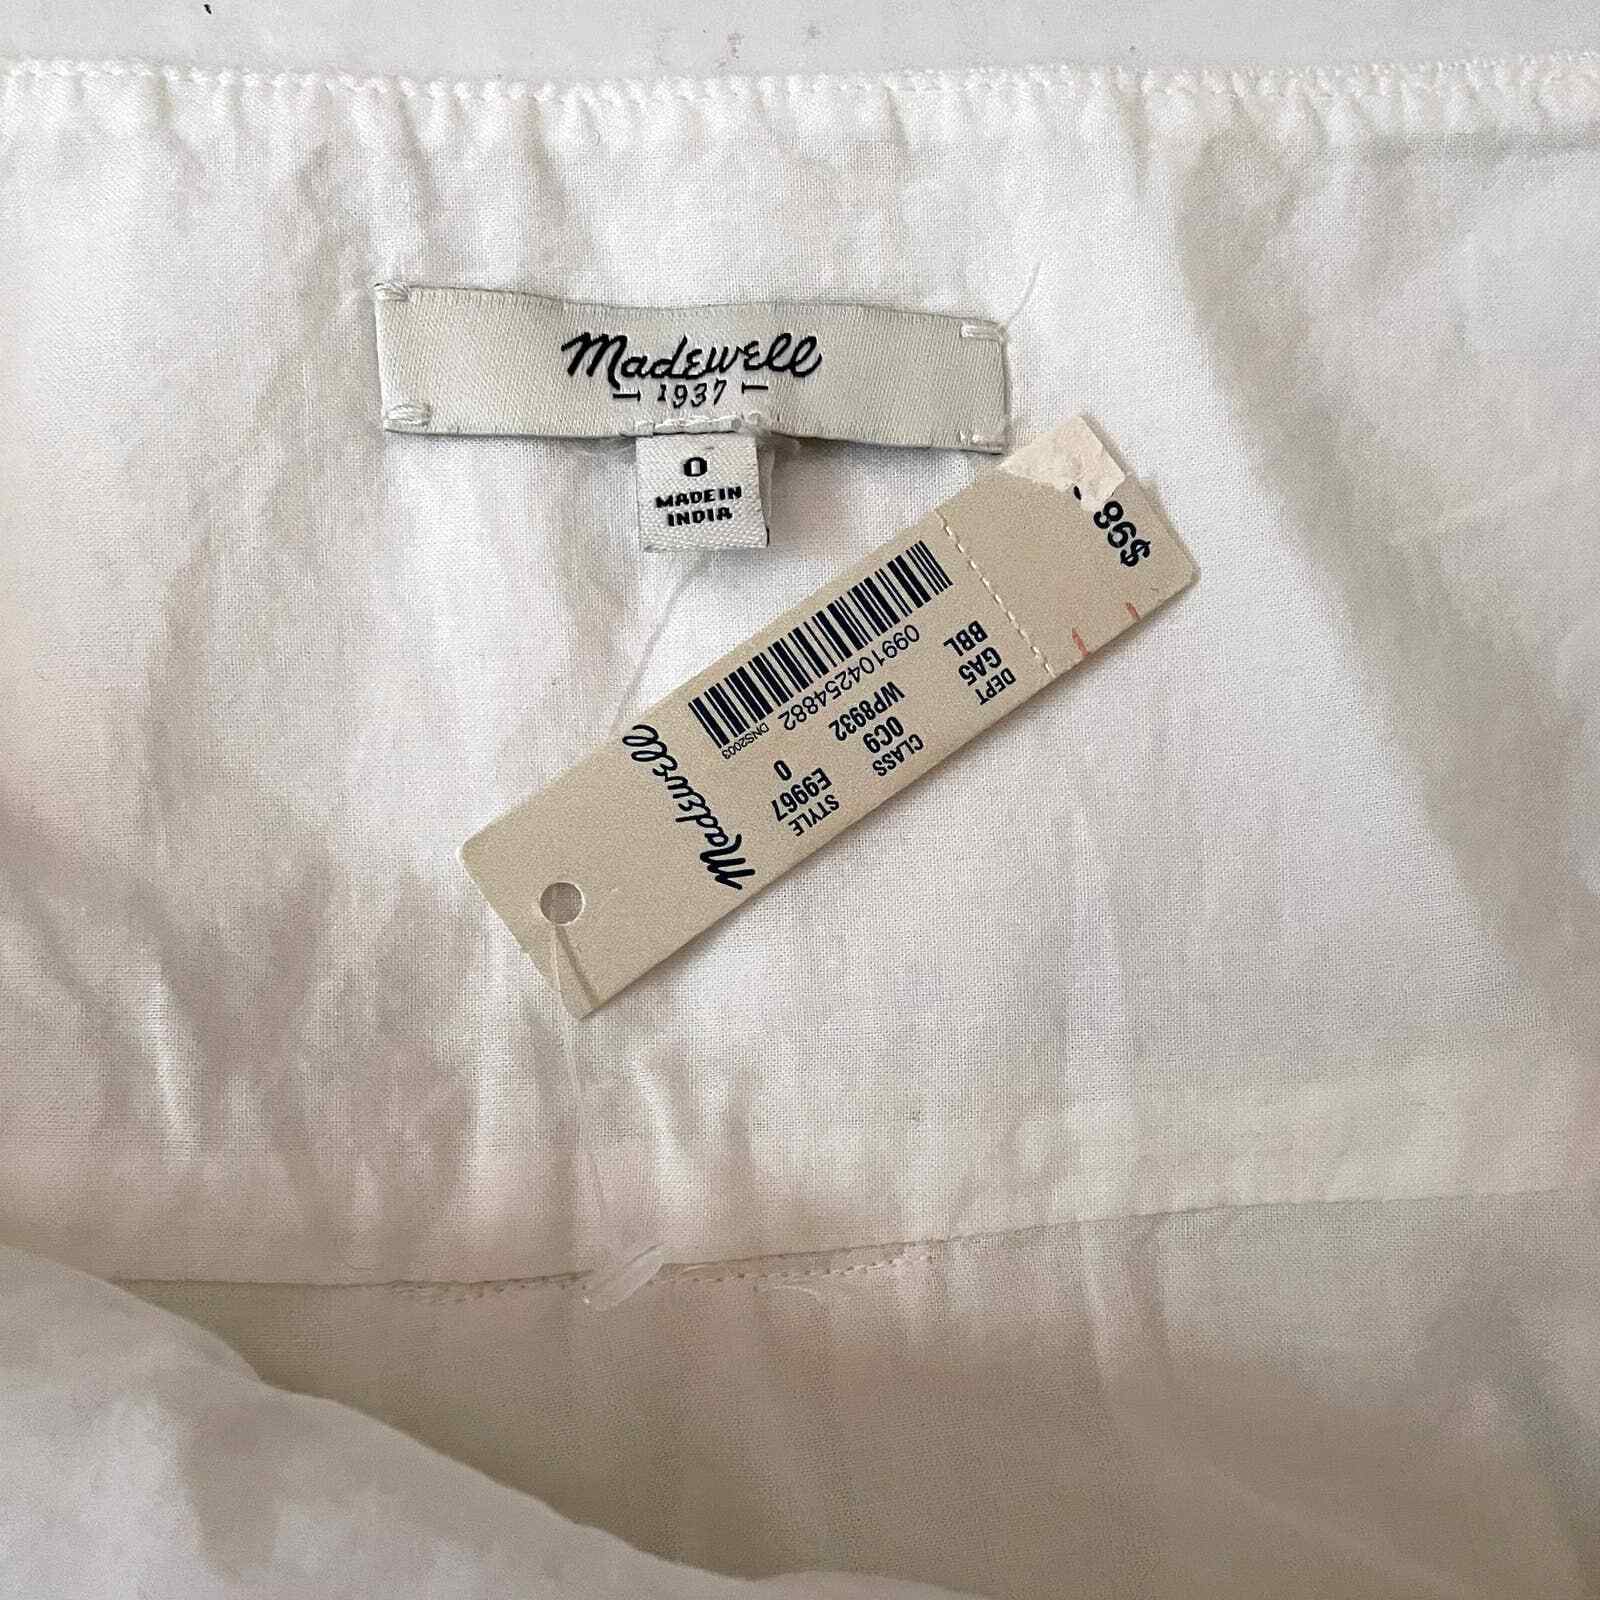 Madewell
1937
0
MADE IN
INDIA
$98
DEPT CLASS STYLE
GA5 0C9 E9967
BBL WP8932 0
099104254882
DNS2003
Madewell